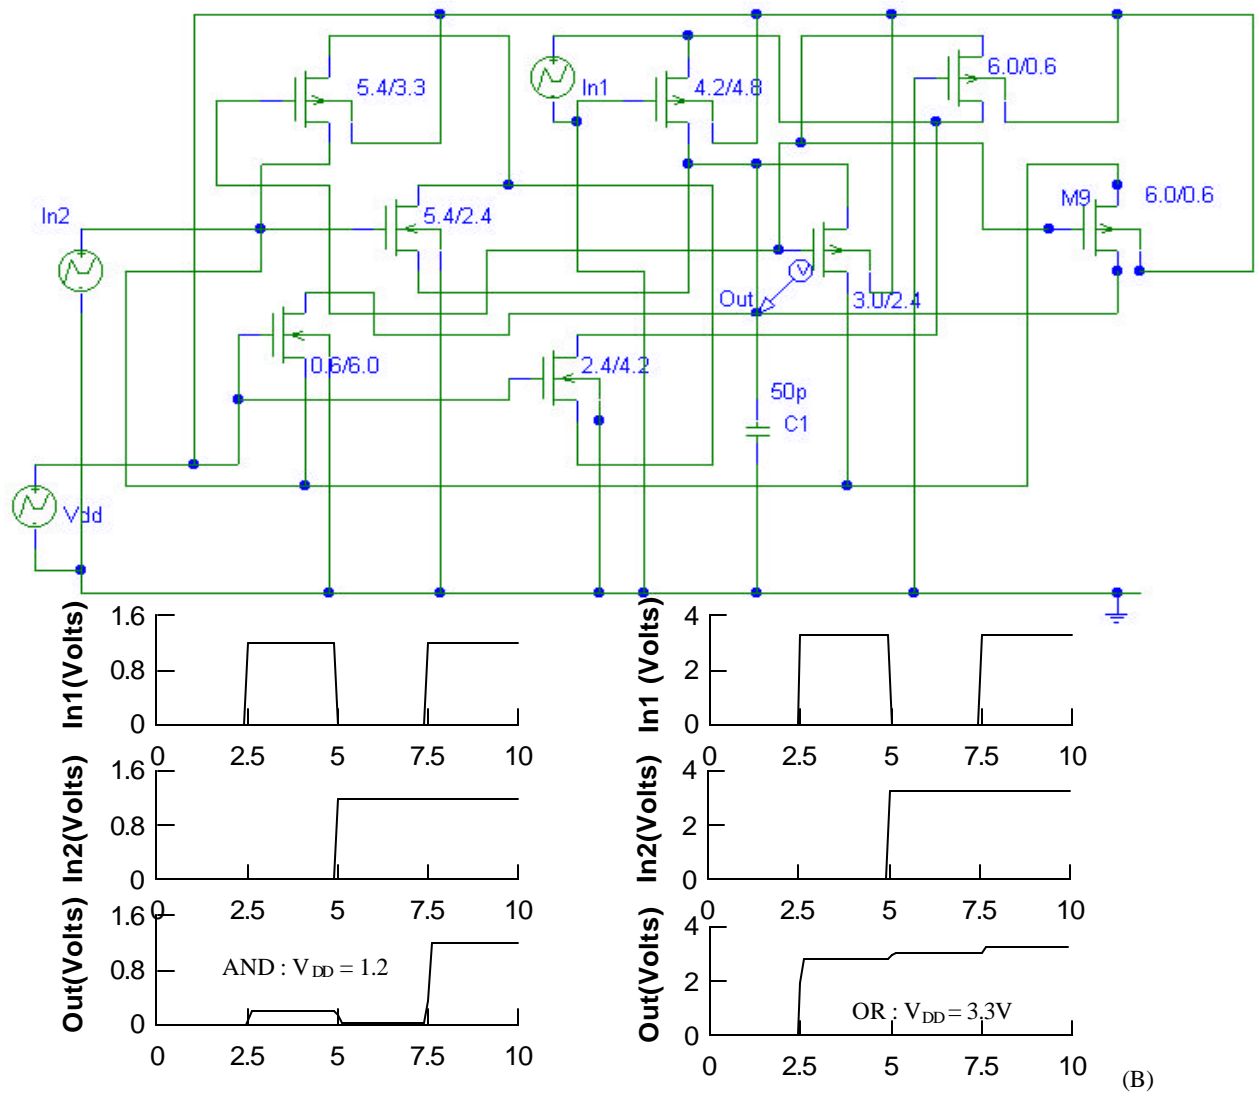 5.4/3.3
In1
4.2/4.8
6.0/0.6
In2
5.4/2.4
M9
6.0/0.6
Out
V
3.0/2.4
0.6/6.0
2.4/4.2
50p
C1
Vdd
In1(Volts)
1.6
0.8
0
0 2.5 5 7.5 10
In1 (Volts)
4
2
0
0 2.5 5 7.5 10
In2(Volts)
1.6
0.8
0
0 2.5 5 7.5 10
In2(Volts)
4
2
0
0 2.5 5 7.5 10
Out(Volts)
1.6
0.8
0
AND : VDD = 1.2
0 2.5 5 7.5 10
Out(Volts)
4
2
0
OR : VDD = 3.3V
0 2.5 5 7.5 10
(B)